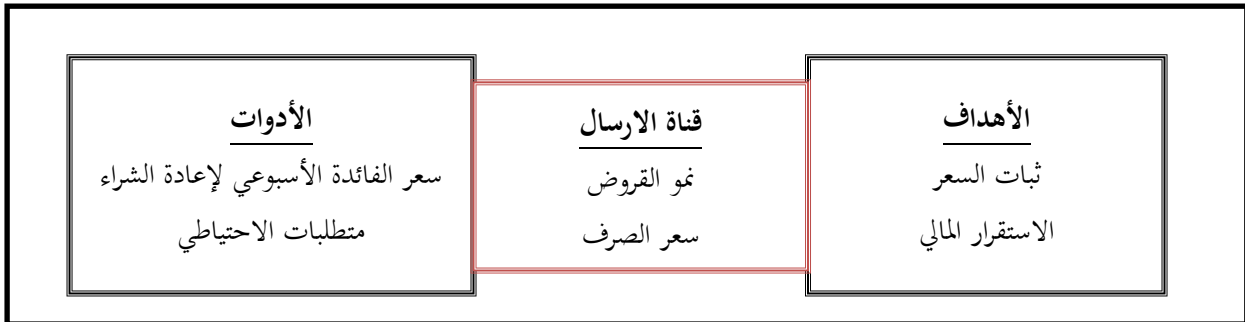 الأهداف
ثبات السعر
الاستقرار المالي
قناة الارسال
نمو القروض
سعر الصرف
الأدوات
سعر الفائدة الأسبوعي لإعادة الشراء
متطلبات الاحتياطي